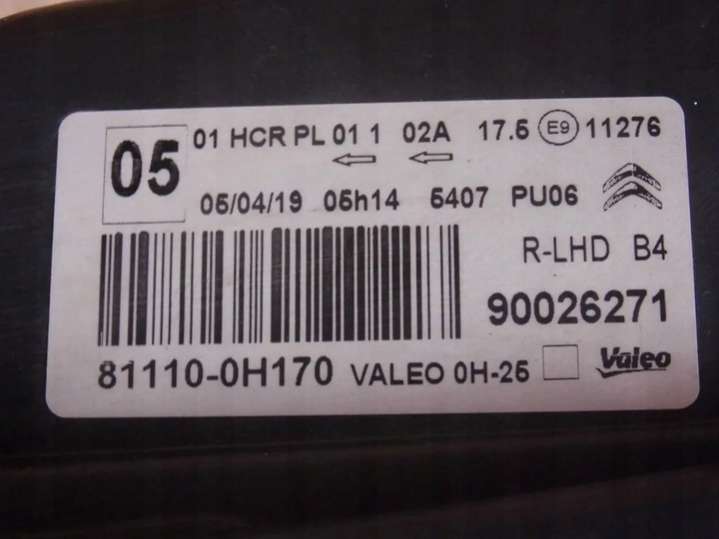 01 HCR PL 01 1 02A 17.5 E9 11276
05
05/04/19 05h14 5407 PU06
R-LHD B4
90026271
81110-0H170 VALEO 0H-25 Valeo